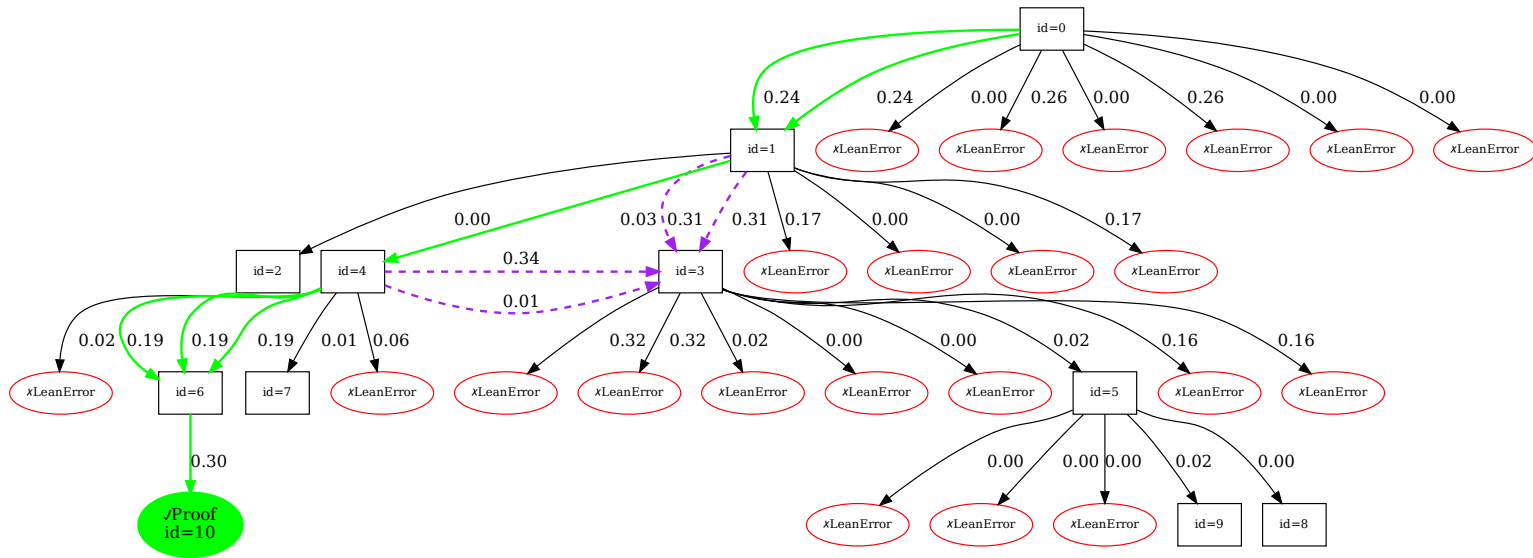 id=0
0.24
0.24
0.00
0.26
0.00
0.26
0.00
0.00
id=1
✗LeanError
✗LeanError
✗LeanError
✗LeanError
✗LeanError
✗LeanError
0.00
0.03
0.31
0.31
0.17
0.00
0.00
0.17
id=2
id=4
0.34
0.01
id=3
✗LeanError
✗LeanError
✗LeanError
✗LeanError
0.02
0.19
0.19
0.19
0.01
0.06
0.32
0.32
0.02
0.00
0.00
0.02
0.16
0.16
✗LeanError
id=6
id=7
✗LeanError
✗LeanError
✗LeanError
✗LeanError
✗LeanError
✗LeanError
id=5
✗LeanError
✗LeanError
0.30
0.00
0.00
0.00
0.02
0.00
✓Proof
id=10
✗LeanError
✗LeanError
✗LeanError
id=9
id=8